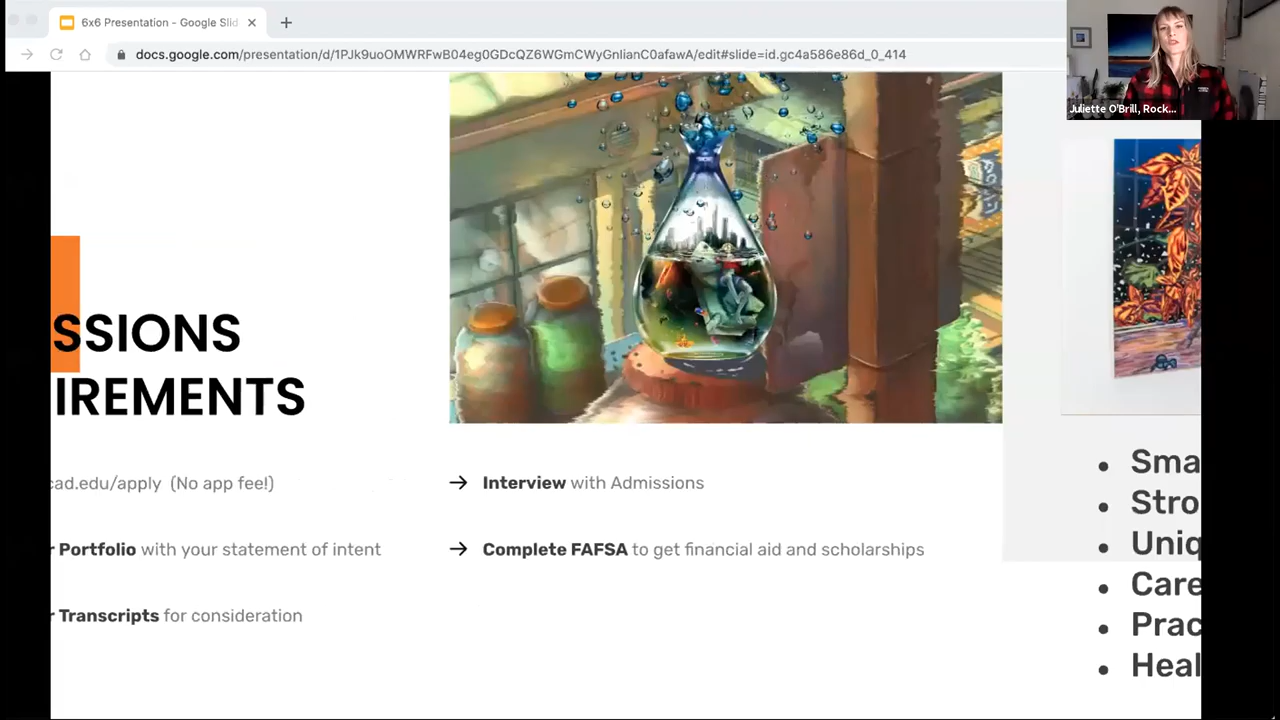 6x6 Presentation - Google Slid
docs.google.com/presentation/d/1PJk9uoOMWRFwB04cg0GDcQZ6WGmCWyGnIianC0afawA/edit#slide=id.gc4a586e86d_0_414
Juliette O'Brill, Rock...
SSIONS
IREMENTS
cad.edu/apply (No app fee!)
r Portfolio with your statement of intent
r Transcripts for consideration
→ Interview with Admissions
→ Complete FAFSA to get financial aid and scholarships
• Sma
• Stro
• Uniq
• Care
• Prac
• Heal